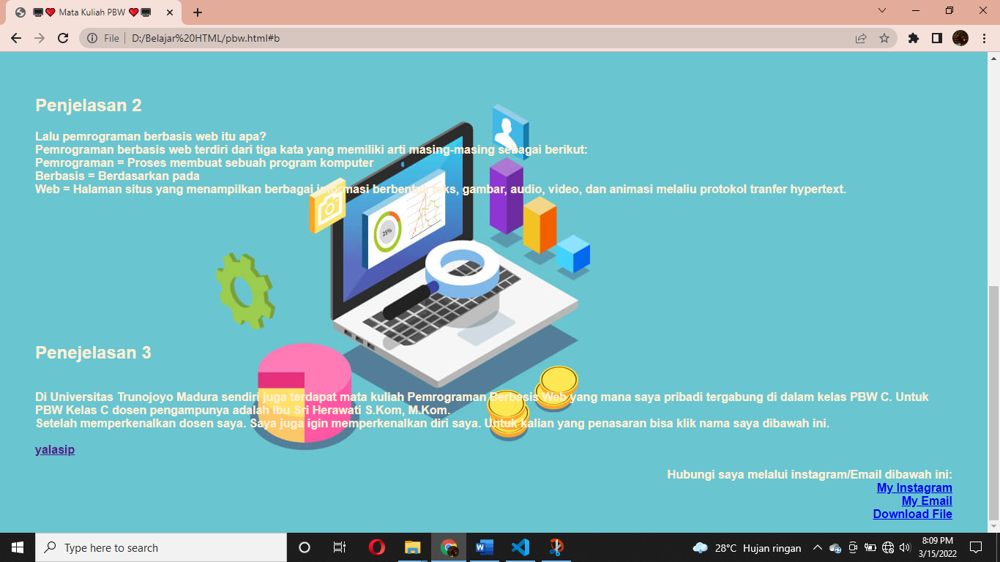 Mata Kuliah PBW
File
D:/Belajar%20HTML/pbw.html#b
Penjelasan 2
Lalu pemrograman berbasis web itu apa?
Pemrograman berbasis web terdiri dari tiga kata yang memiliki arti masing-masing sebagai berikut:
Pemrograman = Proses membuat sebuah program komputer
Berbasis = Berdasarkan pada
Web = Halaman situs yang menampilkan berbagai informasi berbentuk teks, gambar, audio, video, dan animasi melaliu protokol tranfer hypertext.
25%
Penejelasan 3
Di Universitas Trunojoyo Madura sendiri juga terdapat mata kuliah Pemrograman Berbasis Web yang mana saya pribadi tergabung di dalam kelas PBW C. Untuk
PBW Kelas C dosen pengampunya adalah Ibu Sri Herawati S.Kom, M.Kom.
Setelah memperkenalkan dosen saya. Saya juga igin memperkenalkan diri saya. Untuk kalian yang penasaran bisa klik nama saya dibawah ini.
yalasip
Hubungi saya melalui instagram/Email dibawah ini:
My Instagram
My Email
Download File
Type here to search
28°C Hujan ringan
8:09 PM
3/15/2022